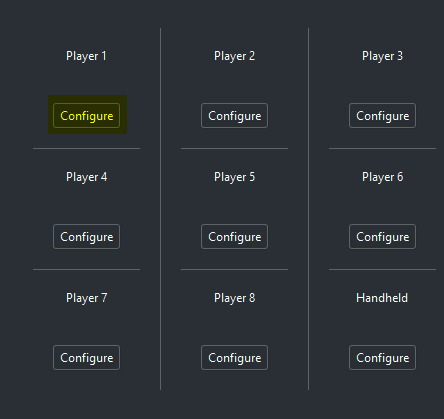 Player 1
Player 2
Player 3
Configure
Configure
Configure
Player 4
Player 5
Player 6
Configure
Configure
Configure
Player 7
Player 8
Handheld
Configure
Configure
Configure